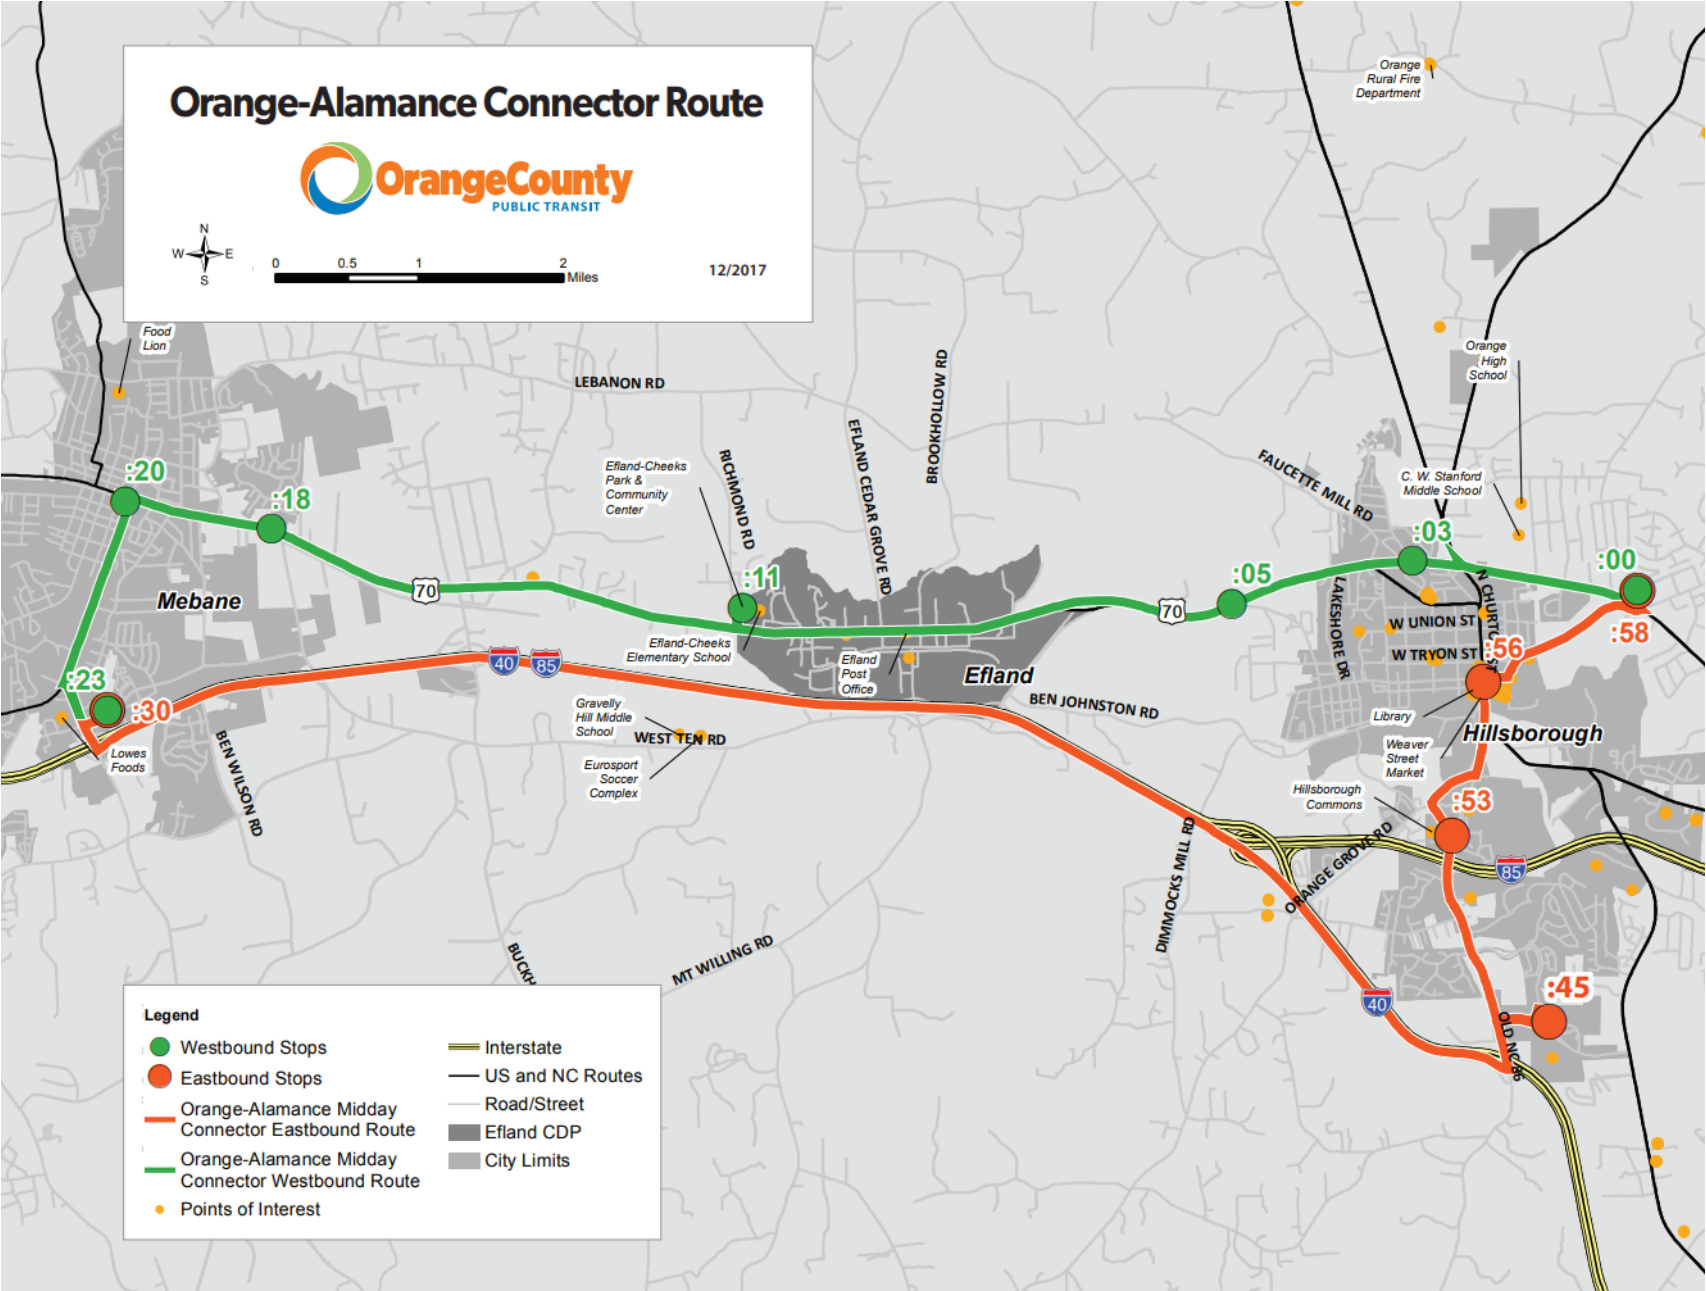 Orange-Alamance Connector Route
OrangeCounty
PUBLIC TRANSIT
N
W E
S
0 0.5 1 2
Miles
12/2017
Orange
Rural Fire
Department
Food
Lion
Orange
High
School
LEBANON RD
BROOKHOLLOW RD
EFLAND CEDAR GROVE RD
RICHMOND RD
Efland-Cheeks
Park &
Community
Center
FAUCETTE MILL RD
C. W. Stanford
Middle School
:20
:18
:11
:05
:03
:00
70
70
Mebane
LAKESHORE DR
N CHURTON ST
W UNION ST
W TRYON ST
:58
:56
Efland-Cheeks
Elementary School
Efland
Post
Office
Efland
:23
:30
40
85
BEN JOHNSTON RD
Gravelly
Hill Middle
School
WEST TEN RD
Eurosport
Soccer
Complex
Lowes
Foods
BEN WILSON RD
Library
Hillsborough
Weaver
Street
Market
Hillsborough
Commons
:53
85
DIMMOCKS MILL RD
ORANGE GROVE RD
MT WILLING RD
BUCKH
40
:45
OLD NC 86
Legend
Westbound Stops
Eastbound Stops
Orange-Alamance Midday
Connector Eastbound Route
Orange-Alamance Midday
Connector Westbound Route
Points of Interest
Interstate
US and NC Routes
Road/Street
Efland CDP
City Limits